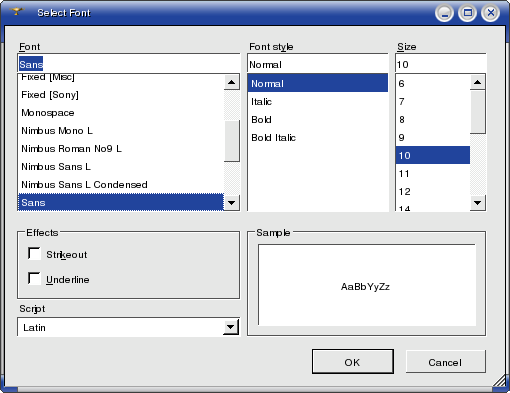 Select Font
Font
Font style
Size
Sans
Normal
10
Fixed [Misc]
Fixed [Sony]
Monospace
Nimbus Mono L
Nimbus Roman No9 L
Nimbus Sans L
Nimbus Sans L Condensed
Sans
Normal
Italic
Bold
Bold Italic
6
7
8
9
10
11
12
14
Effects
Strikeout
Underline
Sample
AaBbYyZz
Script
Latin
OK
Cancel